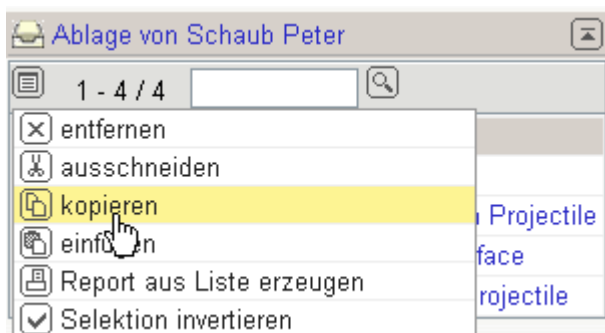 Ablage von Schaub Peter
1 - 4 / 4
entfernen
ausschneiden
kopieren
Projectile
face
Report aus Liste erzeugen
rojectile
Selektion invertieren